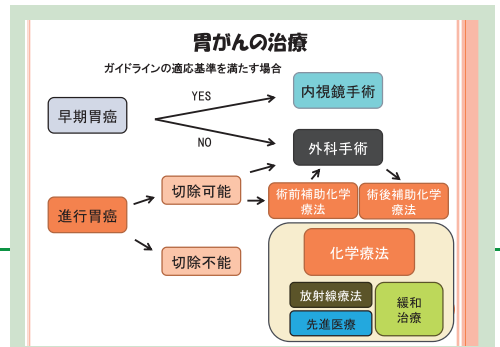 胃がんの治療
ガイドラインの適応基準を満たす場合
YES
内視鏡手術
早期胃癌
NO
外科手術
切除可能
進行胃癌
術前補助化学
療法
術後補助化学
療法
切除不能
化学療法
放射線療法
先進医療
緩和
治療